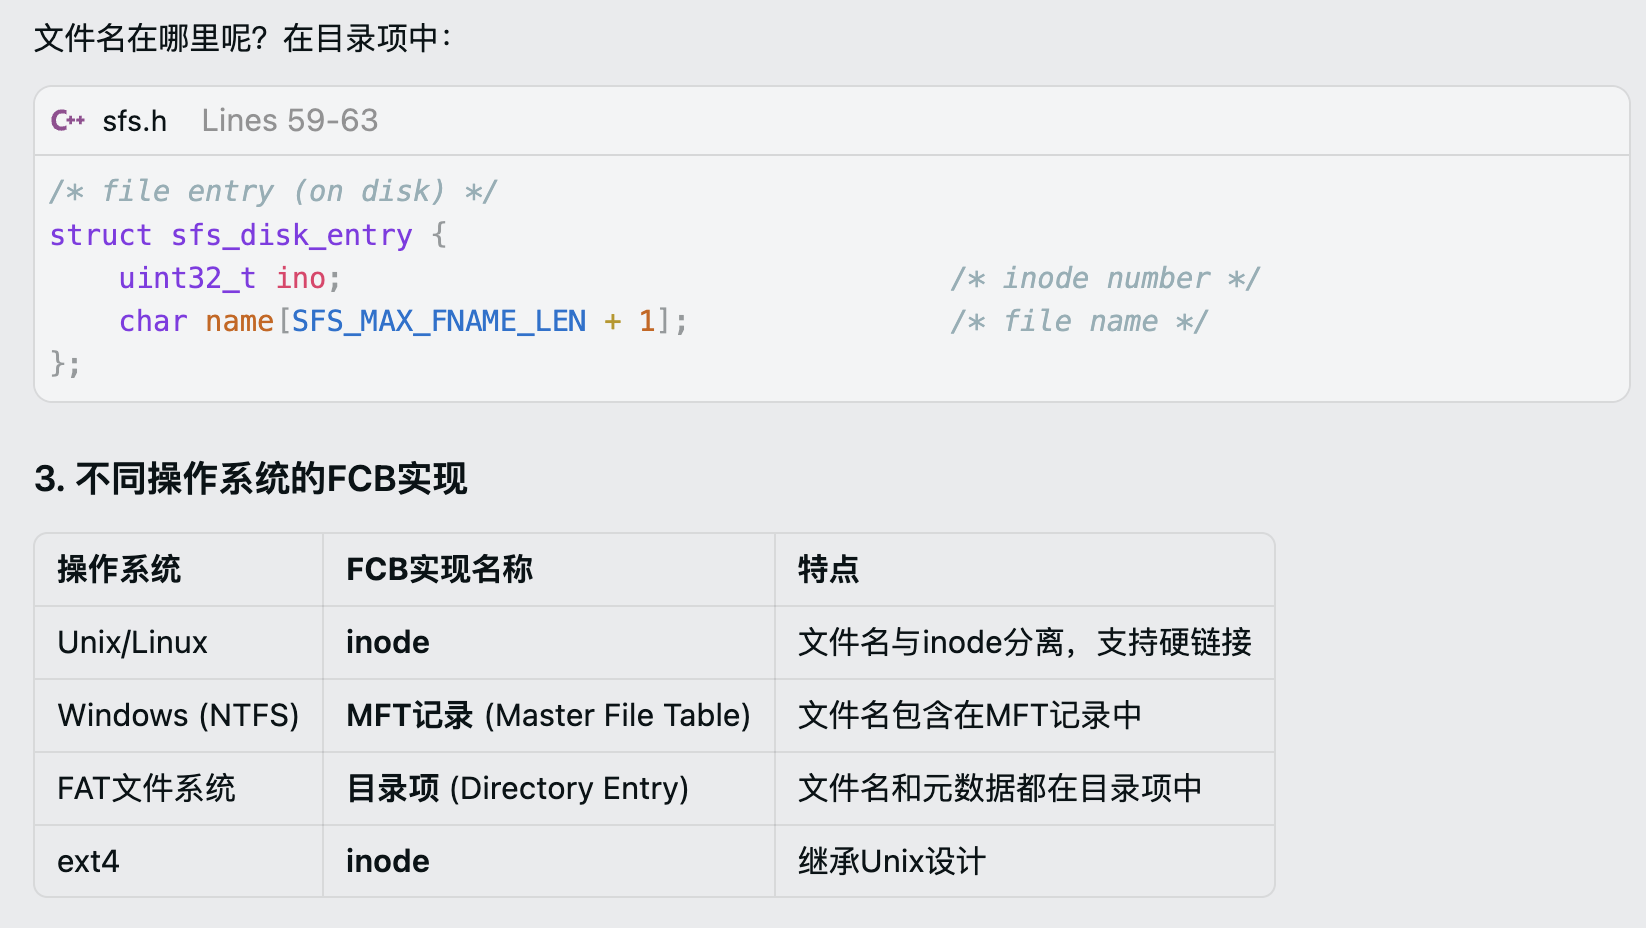 文件名在哪里呢？在目录项中：
C++ sfs.h Lines 59-63
/* file entry (on disk) */
struct sfs_disk_entry {
    uint32_t ino;                                   /* inode number */
    char name[SFS_MAX_FNAME_LEN + 1];               /* file name */
};
3. 不同操作系统的FCB实现
操作系统 FCB实现名称 特点
Unix/Linux inode 文件名与inode分离，支持硬链接
Windows (NTFS) MFT记录 (Master File Table) 文件名包含在MFT记录中
FAT文件系统 目录项 (Directory Entry) 文件名和元数据都在目录项中
ext4 inode 继承Unix设计